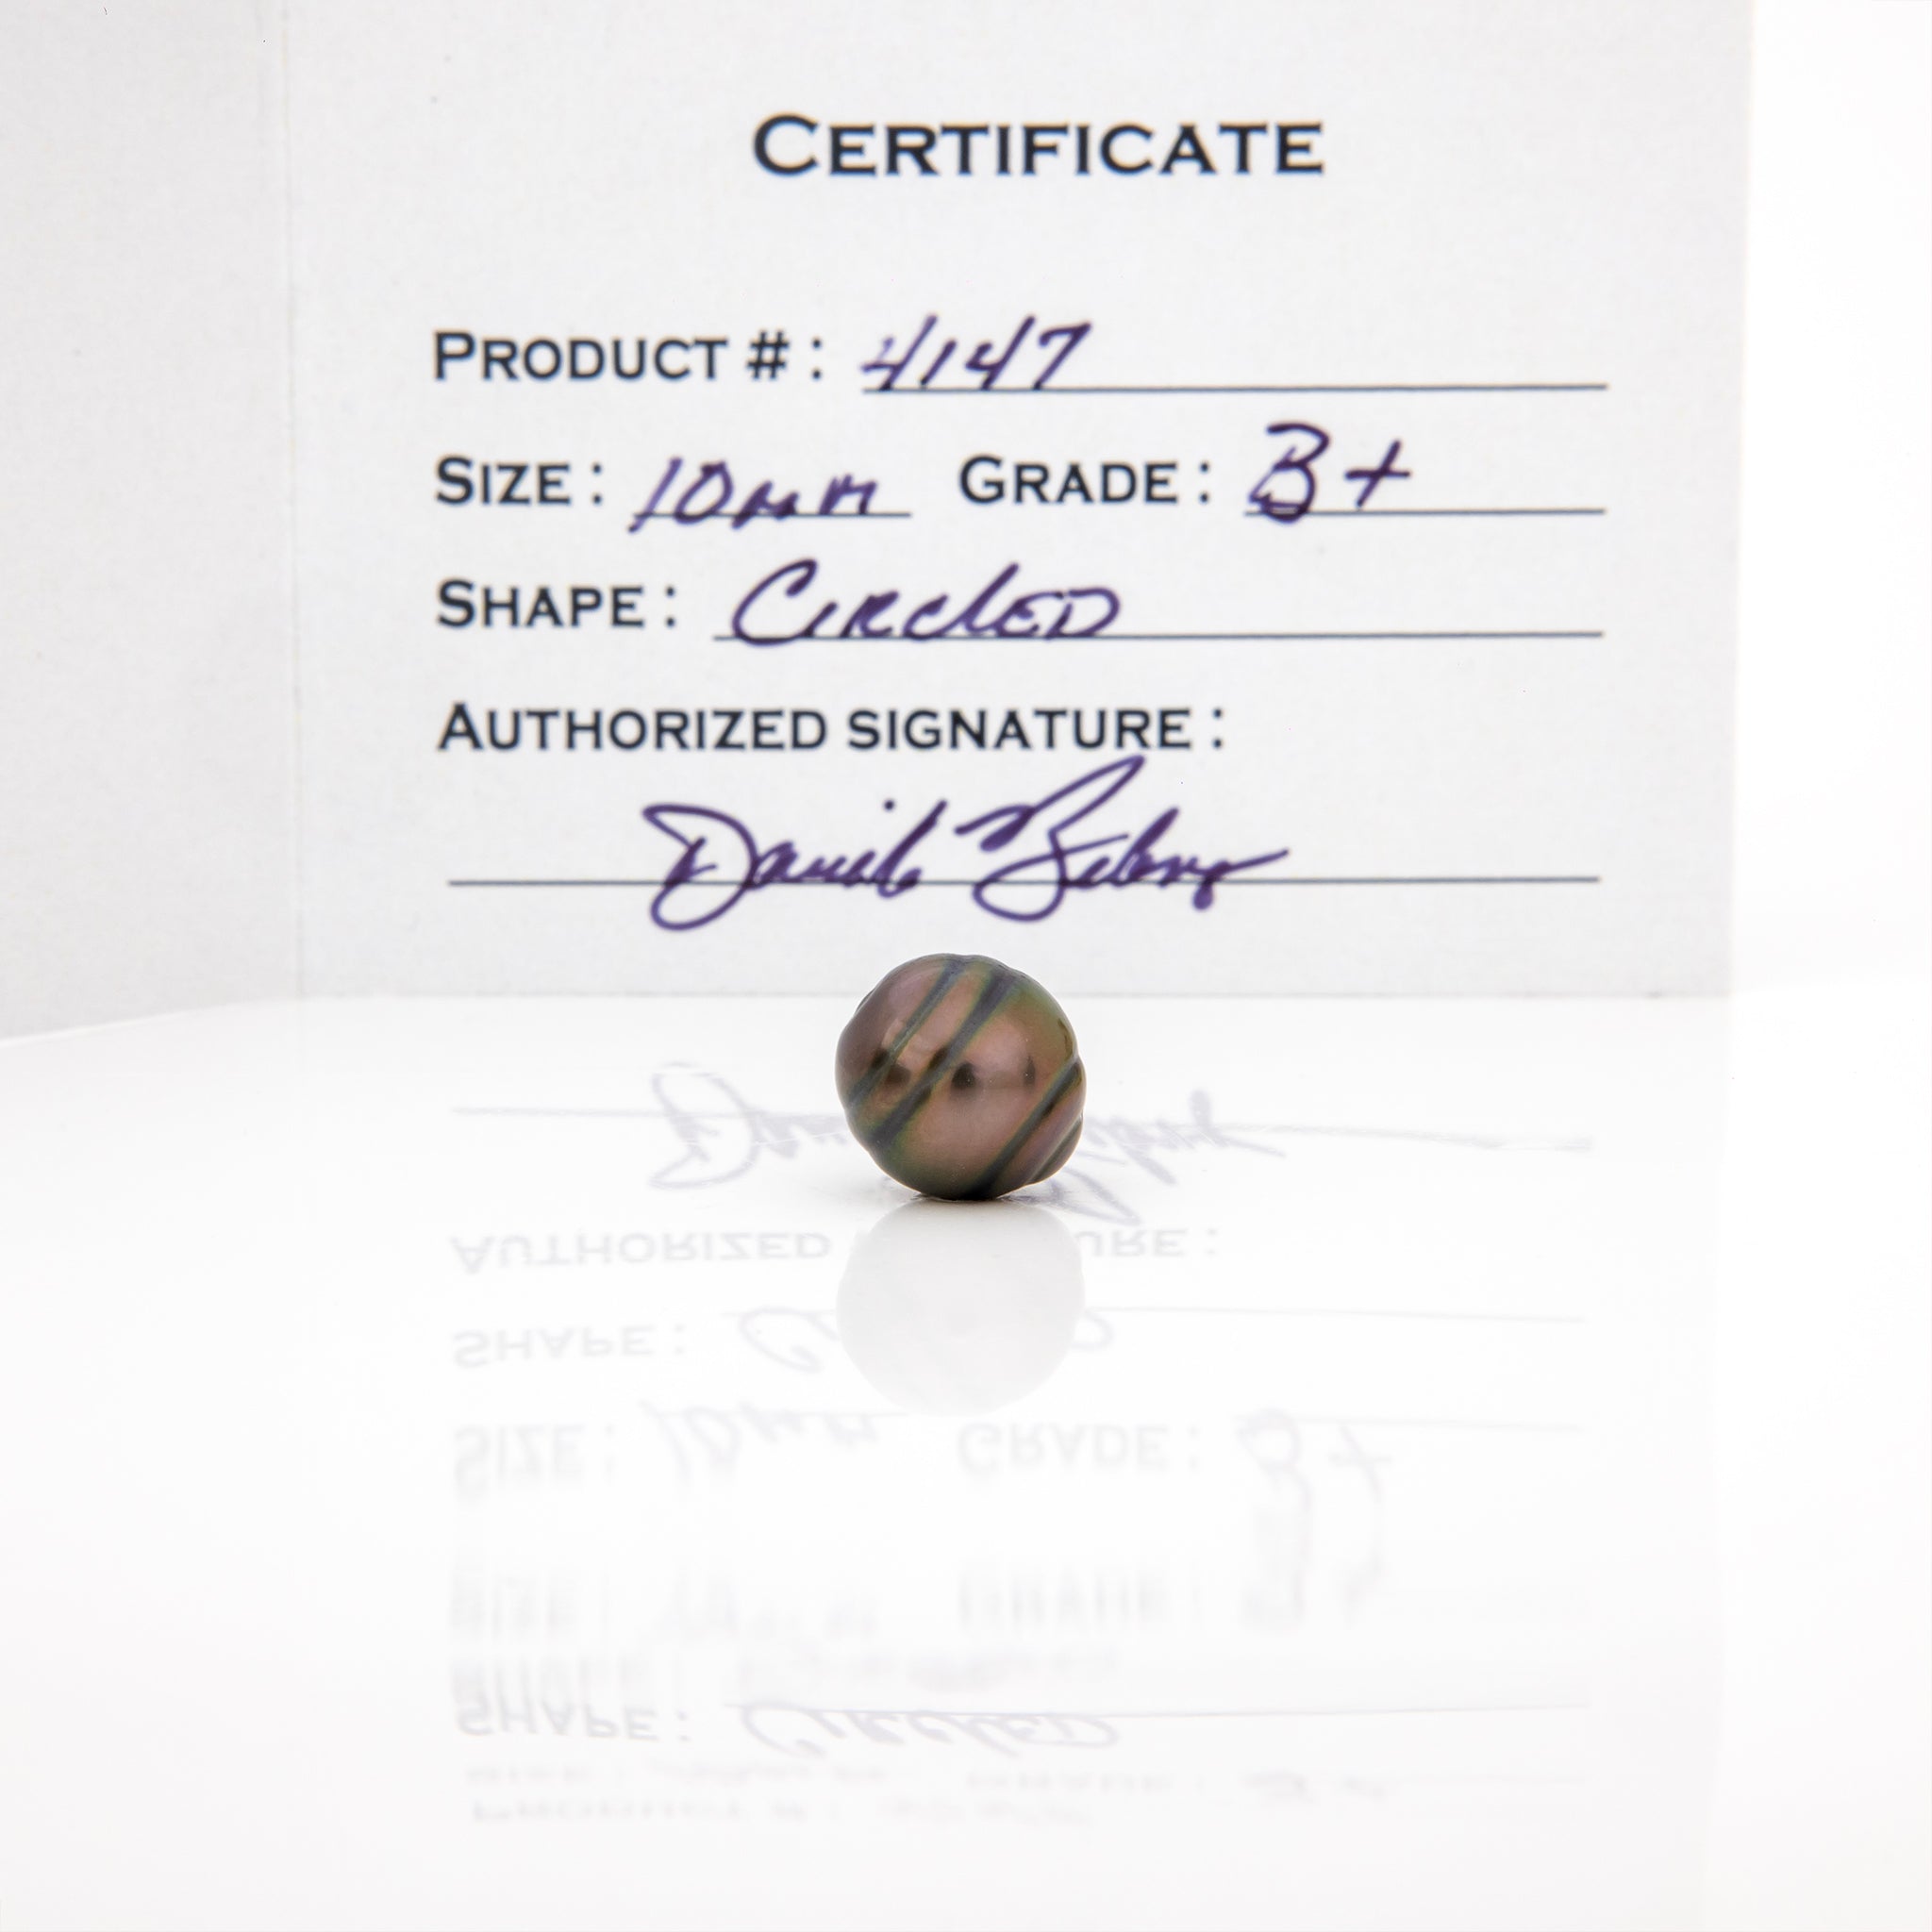 CERTIFICATE
PRODUCT #: 4147
SIZE: 10mm GRADE: B+
SHAPE: CIRCLED
AUTHORIZED SIGNATURE: